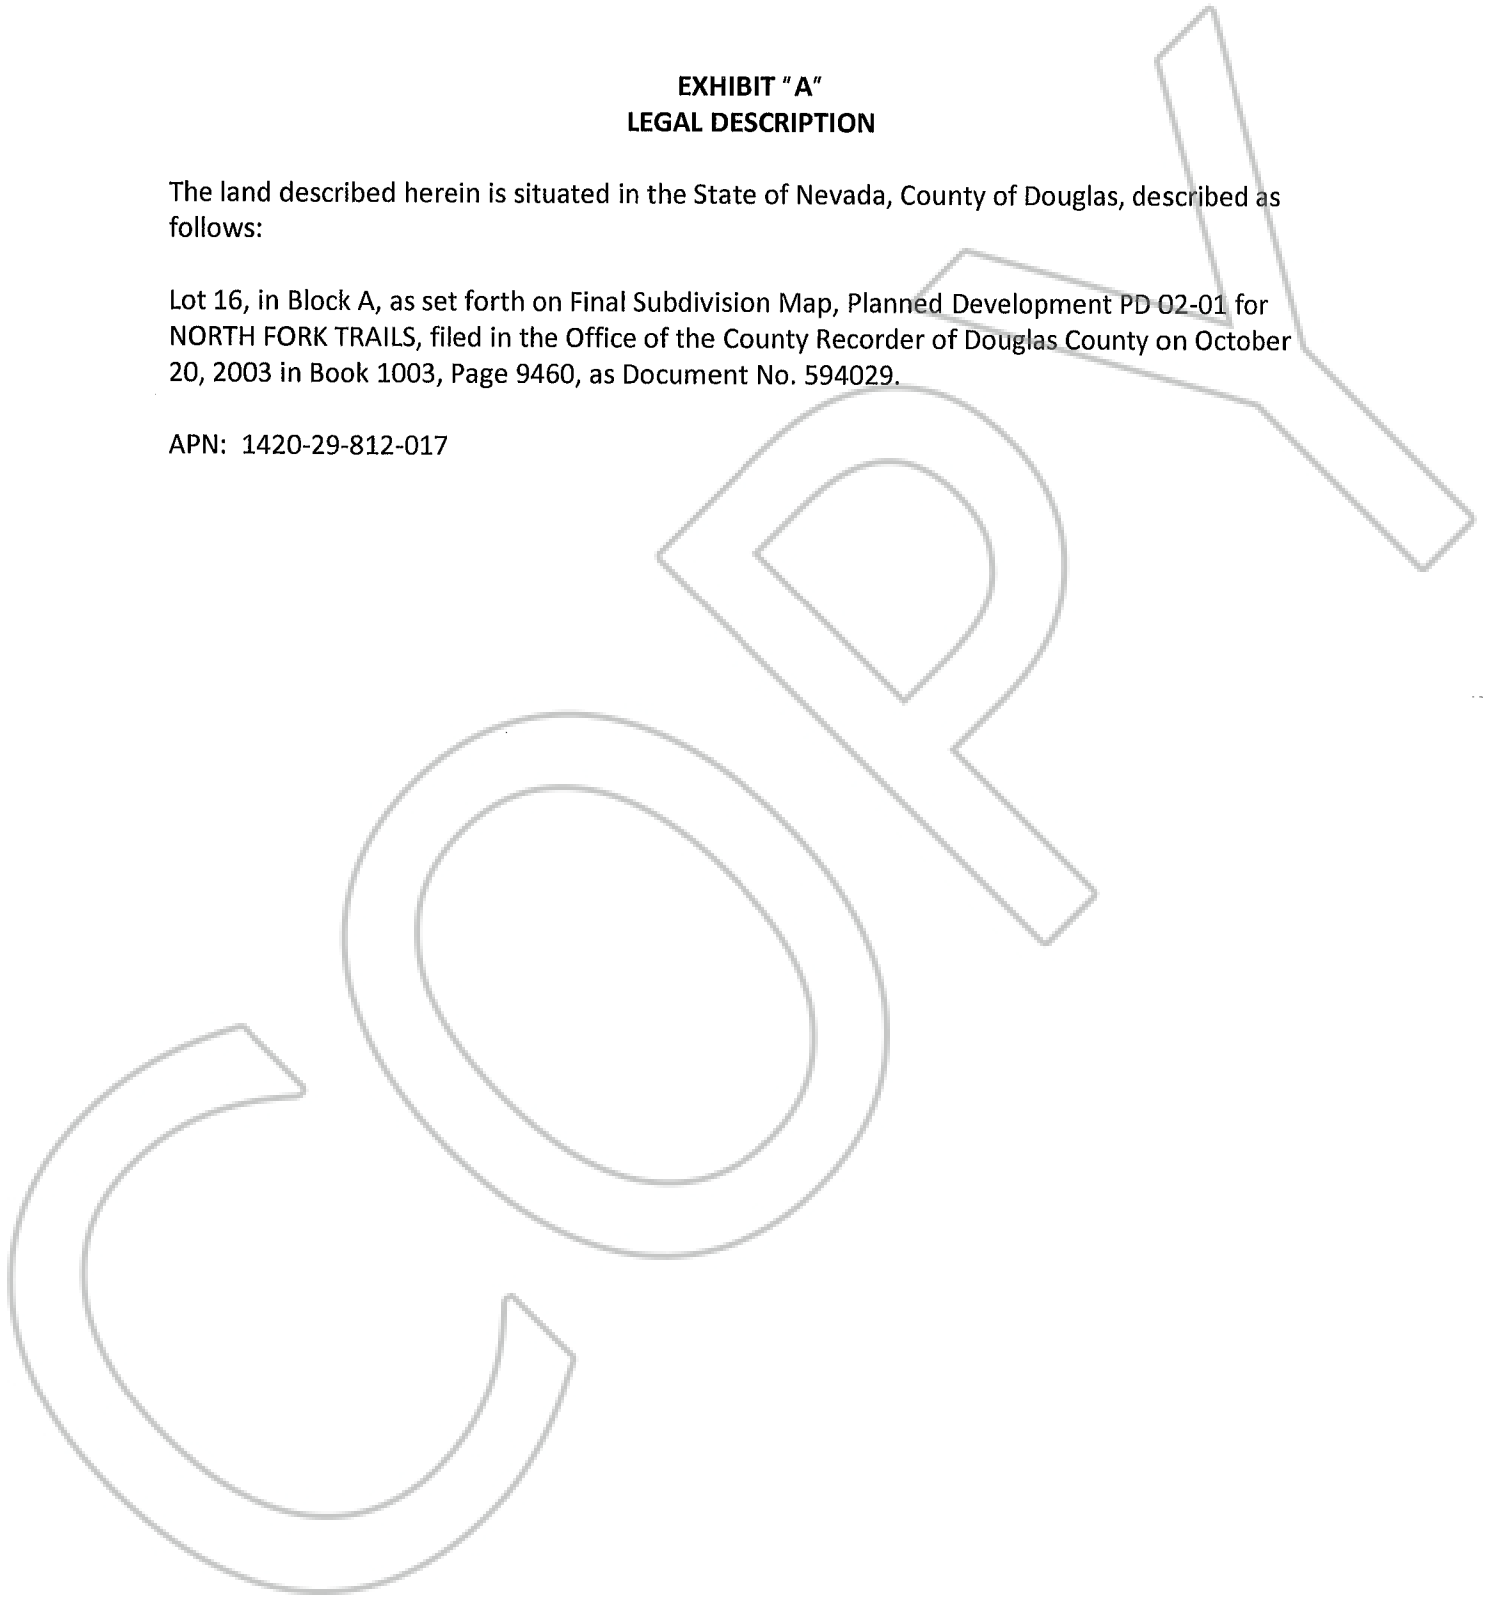 EXHIBIT "A"
LEGAL DESCRIPTION
The land described herein is situated in the State of Nevada, County of Douglas, described as
follows:
Lot 16, in Block A, as set forth on Final Subdivision Map, Planned Development PD 02-01 for
NORTH FORK TRAILS, filed in the Office of the County Recorder of Douglas County on October
20, 2003 in Book 1003, Page 9460, as Document No. 594029.
APN: 1420-29-812-017
COPY